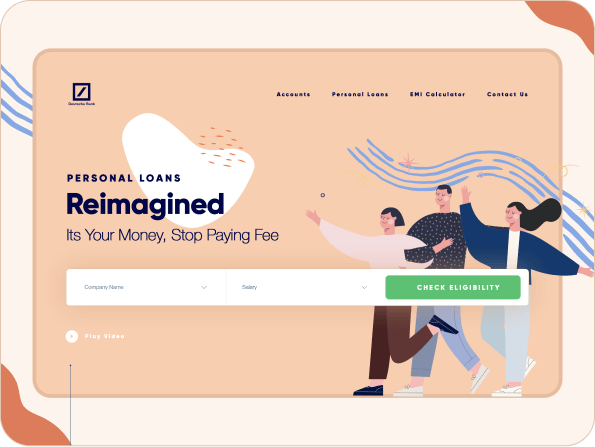 Deutsche Bank
Accounts Personal Loans EMI Calculator Contact Us
PERSONAL LOANS
Reimagined
Its Your Money, Stop Paying Fee
Company Name Salary CHECK ELIGIBILITY
Play Video